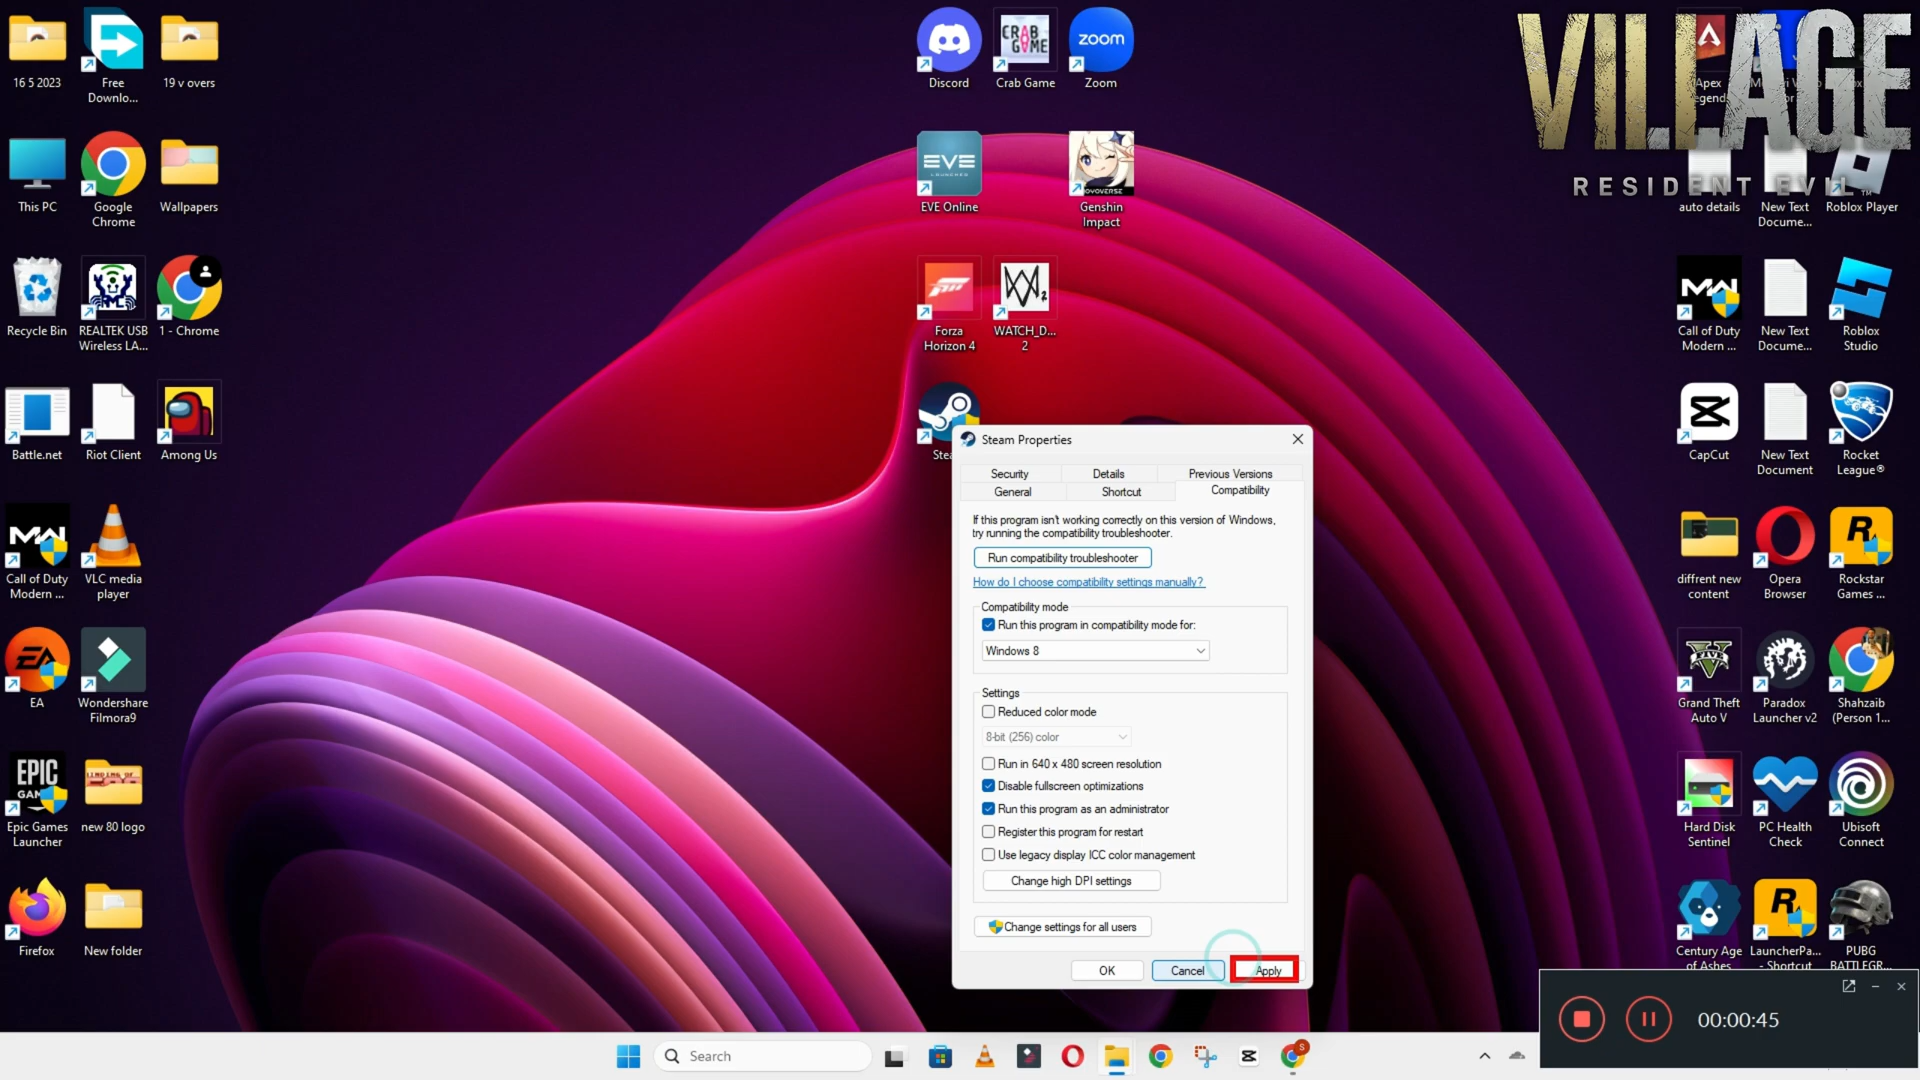 16 5 2023
Free
Downlo...
19 v overs
This PC
Google
Chrome
Wallpapers
Recycle Bin
REALTEK USB
Wireless LA...
1 - Chrome
Battle.net
Riot Client
Among Us
Call of Duty
Modern ...
VLC media
player
EA
EA
Wondershare
Filmora9
EPIC
Epic Games
Launcher
new 80 logo
Firefox
New folder
Discord
CRAB
GAME
Crab Game
zoom
Zoom
EVE
EVE Online
Genshin
Impact
Forza
Horizon 4
2
WATCH_D...
2
Stea
VILLAGE
RESIDENT EVIL™
auto details
New Text
Docume...
Roblox Player
Call of Duty
Modern ...
New Text
Docume...
Roblox
Studio
CapCut
New Text
Document
Rocket
League®
diffrent new
content
Opera
Browser
Rockstar
Games ...
Grand Theft
Auto V
Paradox
Launcher v2
Shahzaib
(Person 1...
Hard Disk
Sentinel
PC Health
Check
Ubisoft
Connect
Century Age
of Ashes
LauncherPa...
- Shortcut
PUBG
BATTLEGR...
Steam Properties
Security
Details
Previous Versions
General
Shortcut
Compatibility
If this program isn't working correctly on this version of Windows,
try running the compatibility troubleshooter.
Run compatibility troubleshooter
How do I choose compatibility settings manually?
Compatibility mode
Run this program in compatibility mode for:
Windows 8
Settings
Reduced color mode
8-bit (256) color
Run in 640 x 480 screen resolution
Disable fullscreen optimizations
Run this program as an administrator
Register this program for restart
Use legacy display ICC color management
Change high DPI settings
Change settings for all users
OK
Cancel
Apply
00:00:45
Search
S